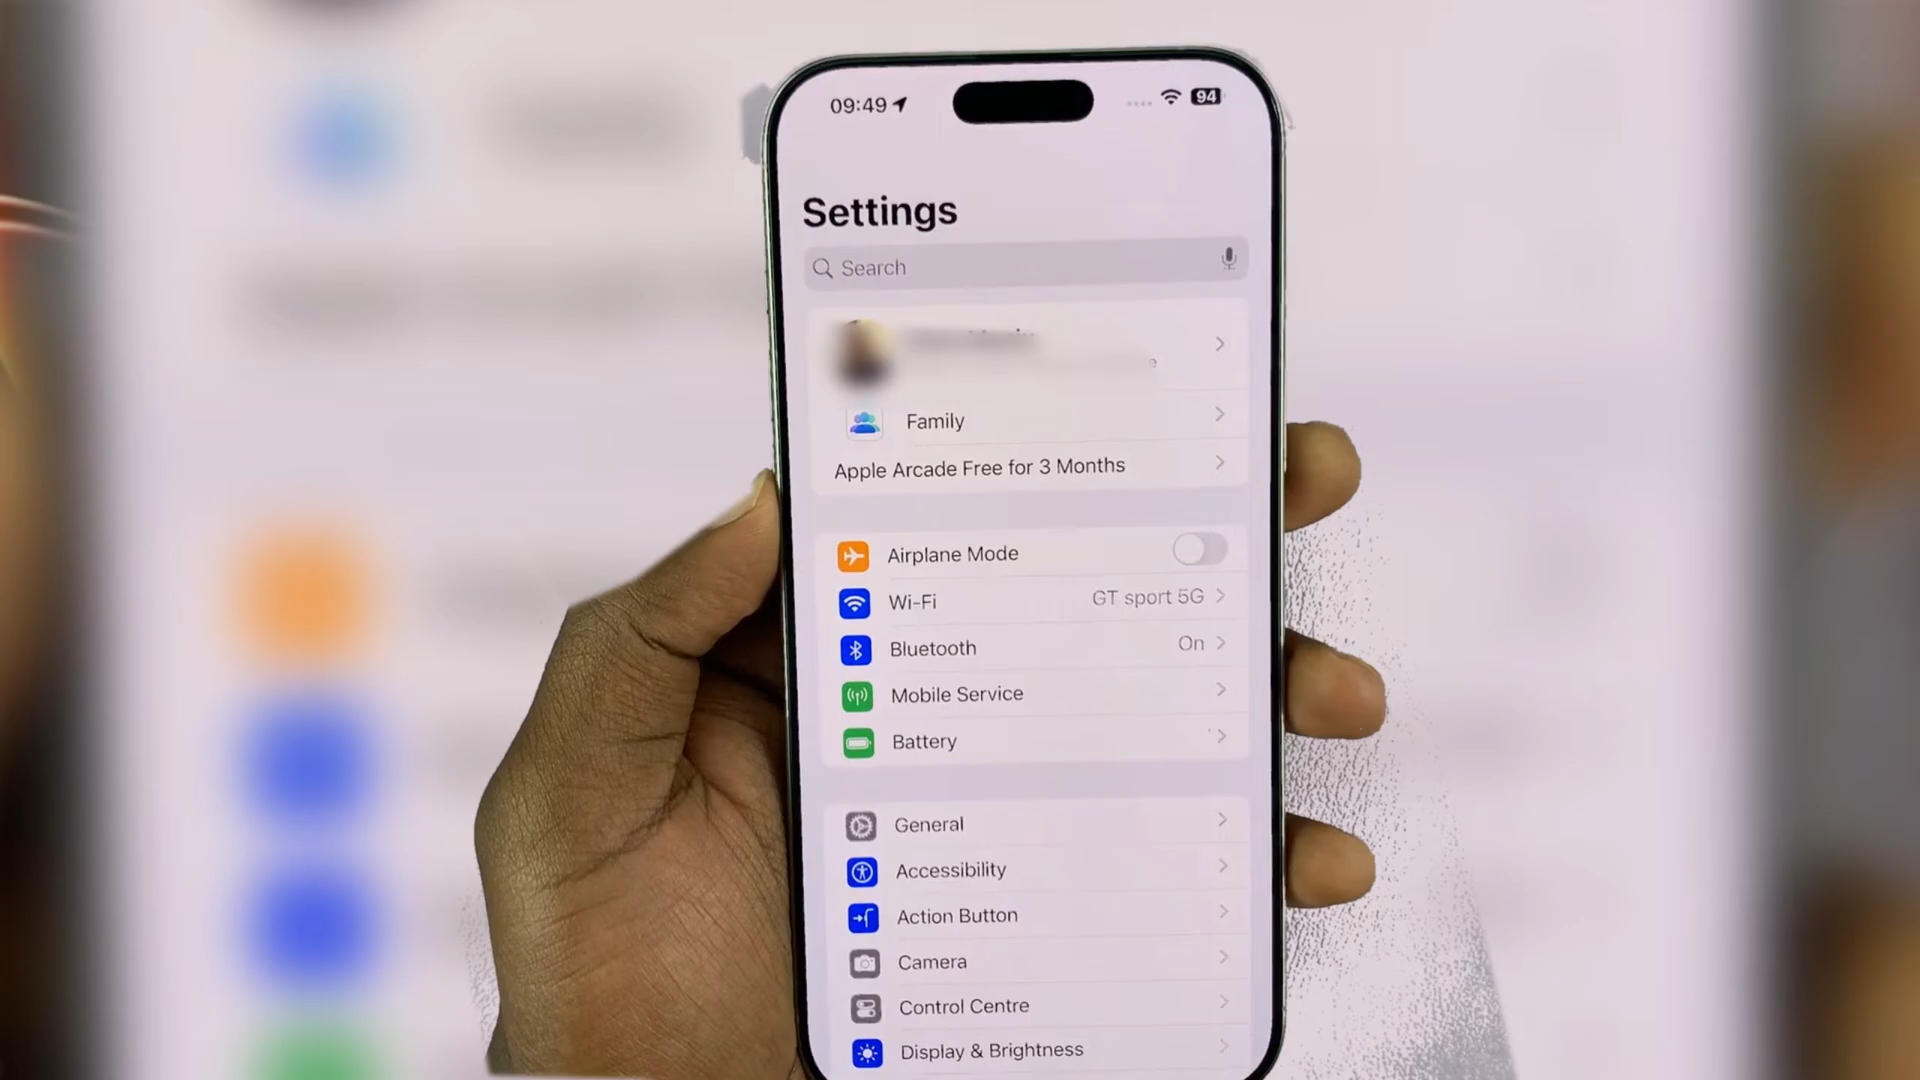 09:49
94
Settings
Search
Family
Apple Arcade Free for 3 Months
Airplane Mode
Wi-Fi GT sport 5G
Bluetooth On
Mobile Service
Battery
General
Accessibility
Action Button
Camera
Control Centre
Display & Brightness